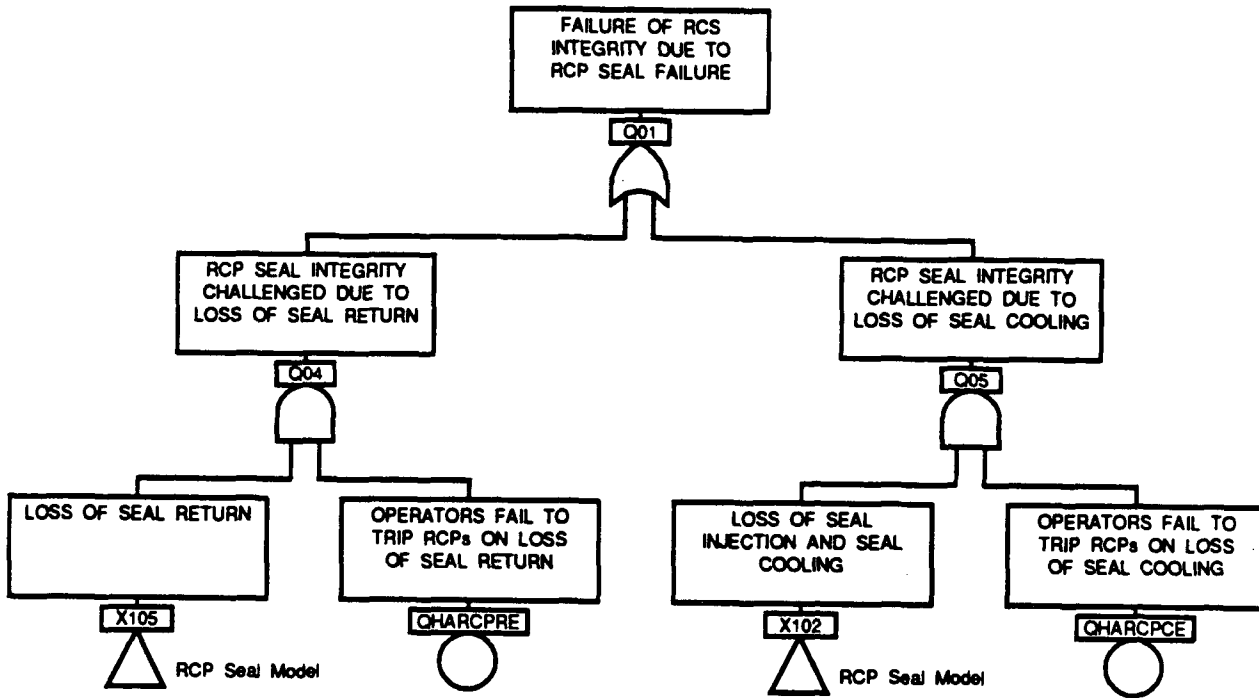 FAILURE OF RCS
INTEGRITY DUE TO
RCP SEAL FAILURE
Q01
RCP SEAL INTEGRITY
CHALLENGED DUE TO
LOSS OF SEAL RETURN
Q04
RCP SEAL INTEGRITY
CHALLENGED DUE TO
LOSS OF SEAL COOLING
Q05
LOSS OF SEAL RETURN
X105
RCP Seal Model
OPERATORS FAIL TO
TRIP RCPs ON LOSS
OF SEAL RETURN
QHARCPRE
LOSS OF SEAL
INJECTION AND SEAL
COOLING
X102
RCP Seal Model
OPERATORS FAIL TO
TRIP RCPs ON LOSS
OF SEAL COOLING
QHARCPCE